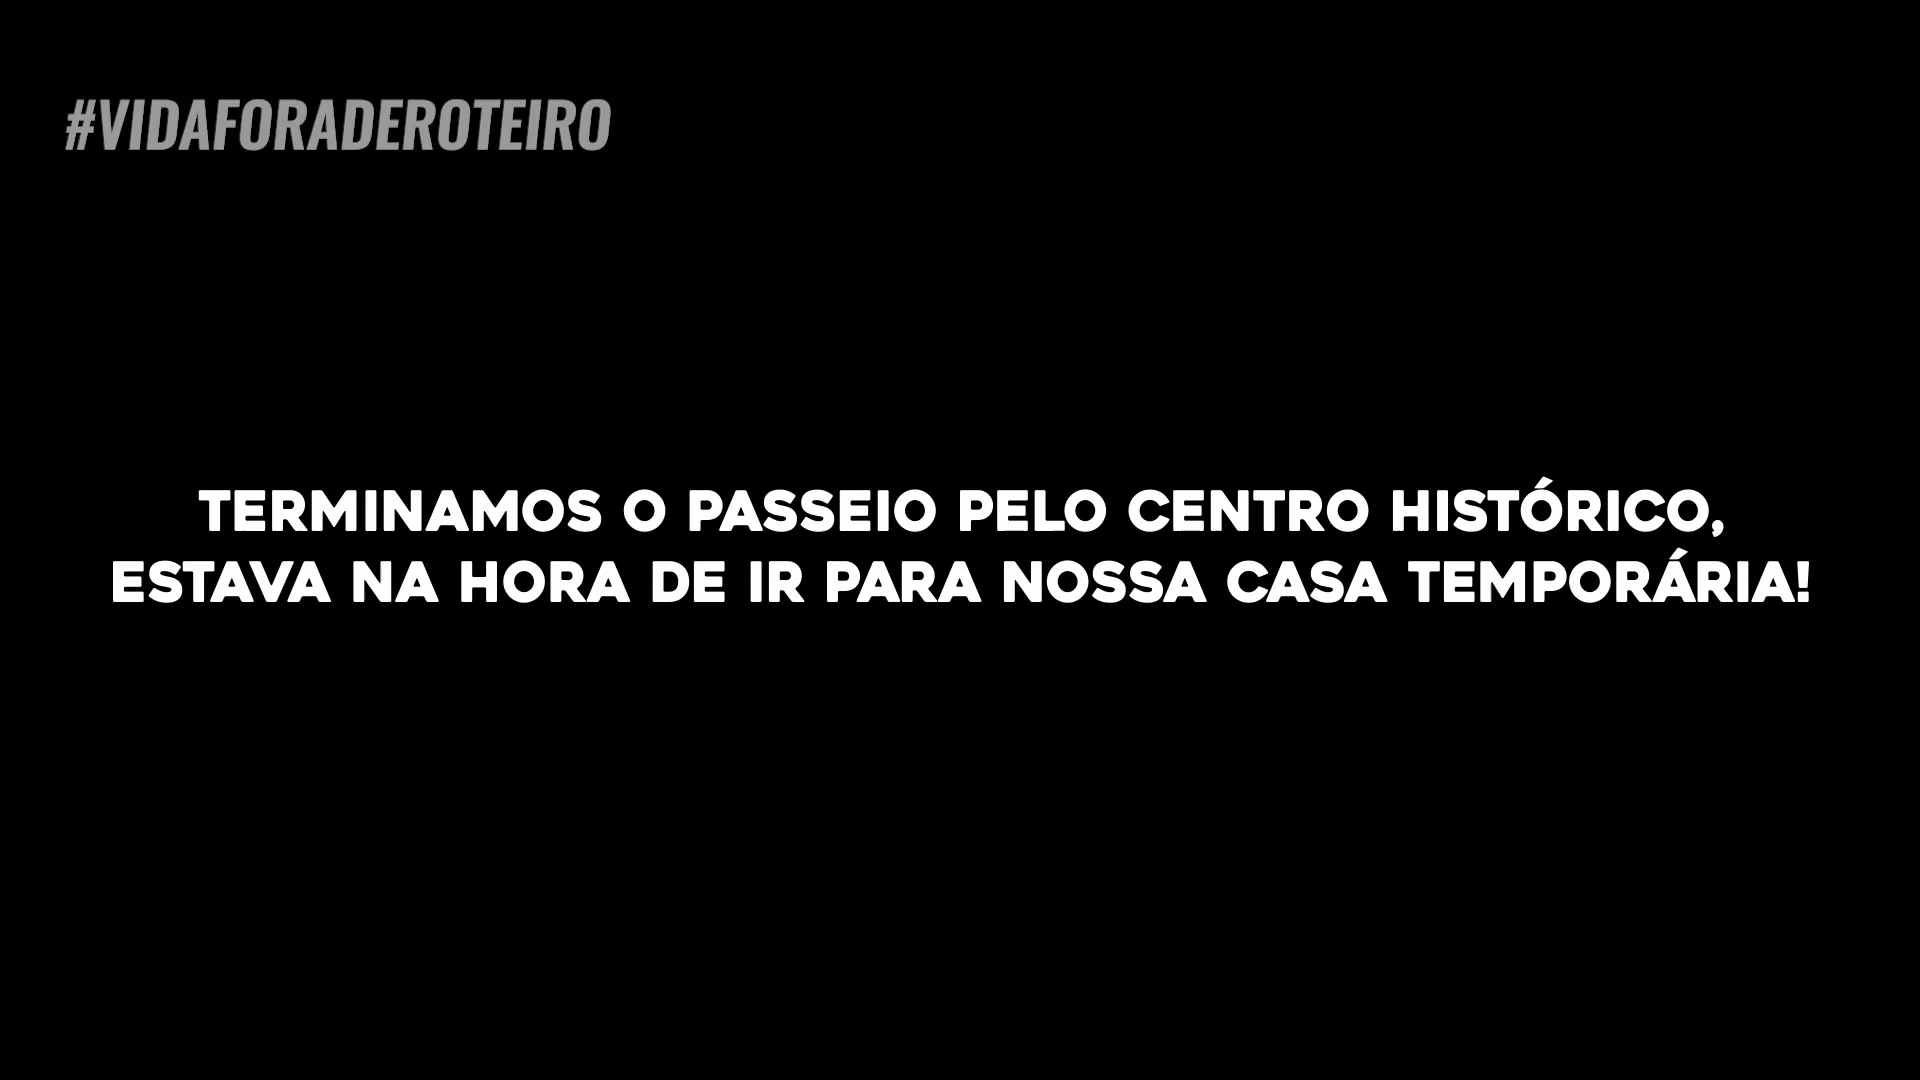 #VIDAFORADEROTEIRO
TERMINAMOS O PASSEIO PELO CENTRO HISTÓRICO,
ESTAVA NA HORA DE IR PARA NOSSA CASA TEMPORÁRIA!